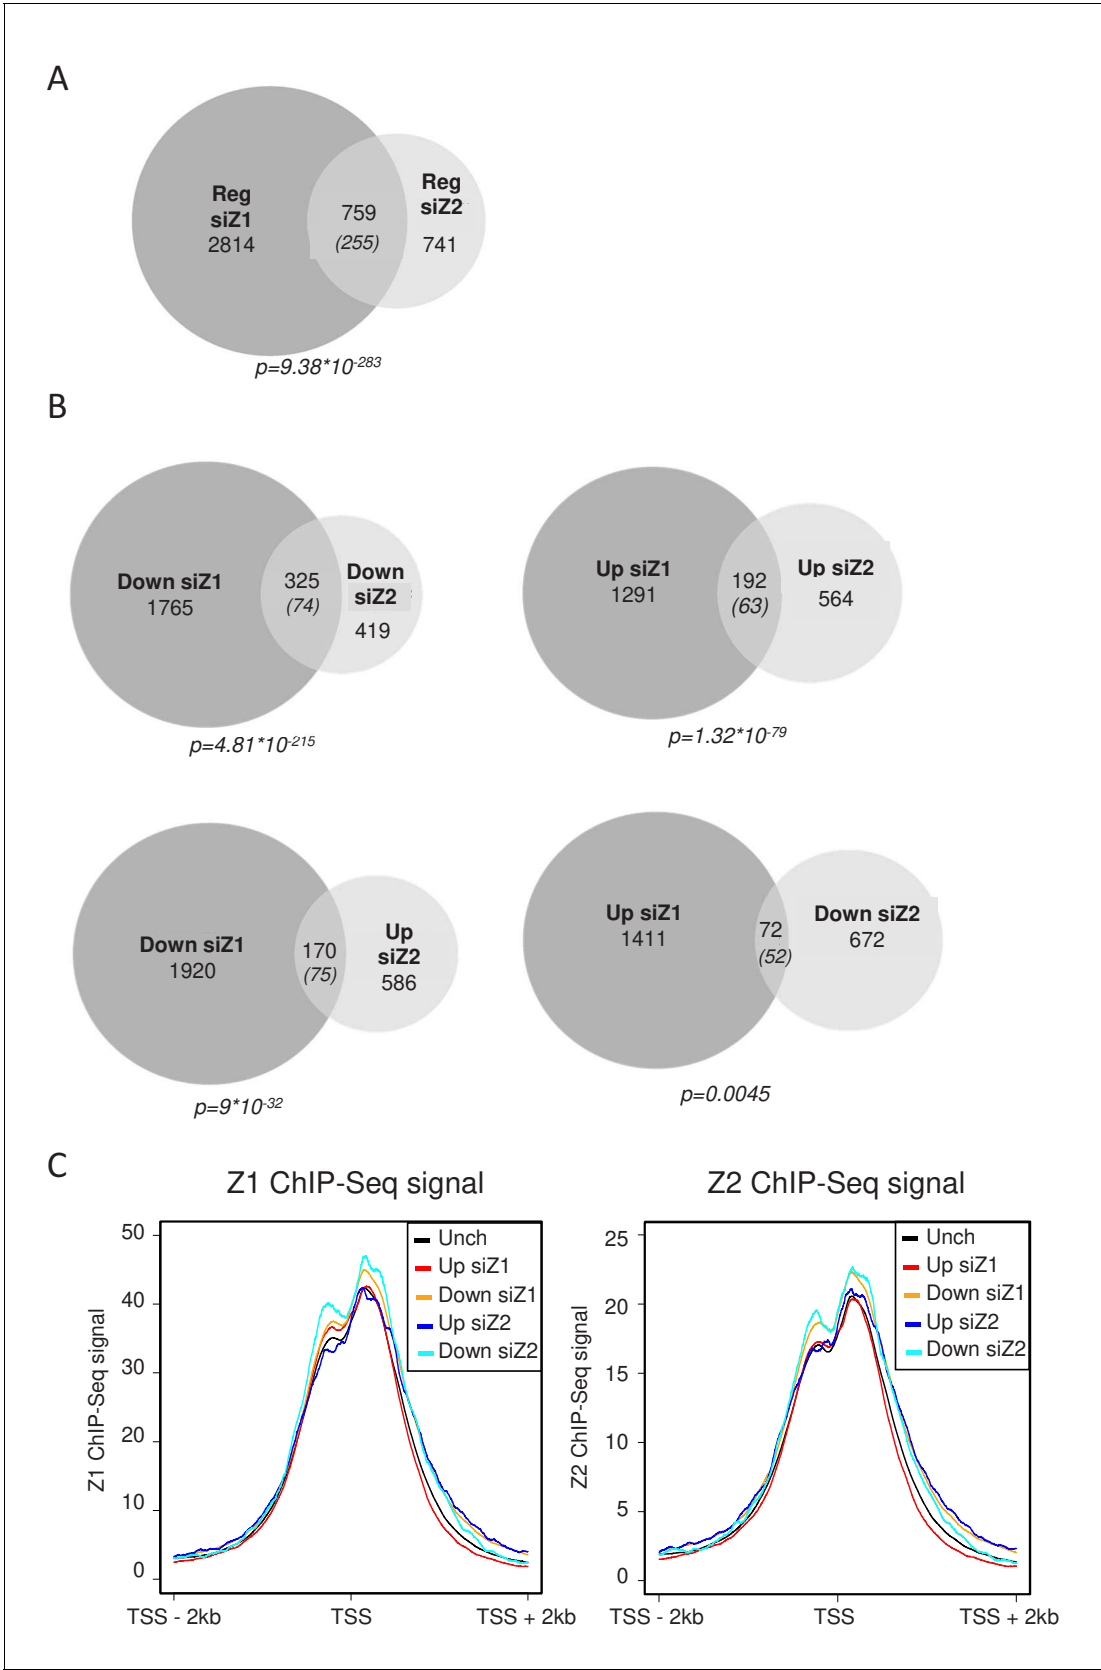 A
Reg
siZ1
2814
759
(255)
Reg
siZ2
741
p=9.38*10-283
B
Down siZ1
1765
325
(74)
Down
siZ2
419
p=4.81*10-215
Up siZ1
1291
192
(63)
Up siZ2
564
p=1.32*10-79
Down siZ1
1920
170
(75)
Up
siZ2
586
p=9*10-32
Up siZ1
1411
72
(52)
Down siZ2
672
p=0.0045
C
Z1 ChIP-Seq signal
Z1 ChIP-Seq signal
50
40
30
20
10
0
Unch
Up siZ1
Down siZ1
Up siZ2
Down siZ2
TSS - 2kb
TSS
TSS + 2kb
Z2 ChIP-Seq signal
Z2 ChIP-Seq signal
25
20
15
10
5
0
Unch
Up siZ1
Down siZ1
Up siZ2
Down siZ2
TSS - 2kb
TSS
TSS + 2kb